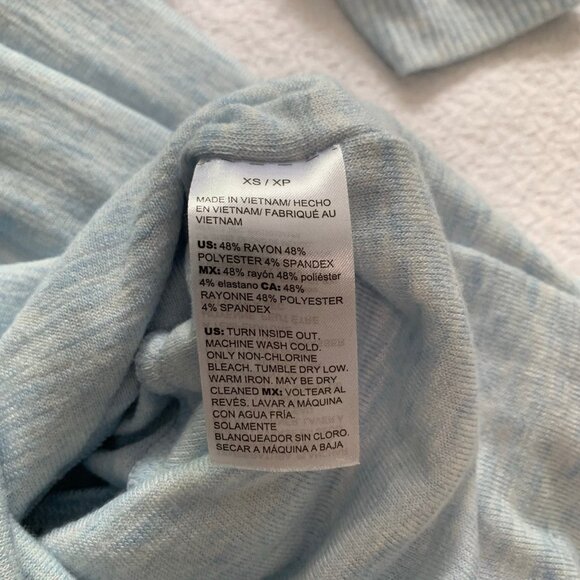 XS / XP
MADE IN VIETNAM/ HECHO
EN VIETNAM/ FABRIQUÉ AU
VIETNAM
US: 48% RAYON 48%
POLYESTER 4% SPANDEX
MX: 48% rayón 48% poliéster
4% elastano CA: 48%
RAYONNE 48% POLYESTER
4% SPANDEX
US: TURN INSIDE OUT,
MACHINE WASH COLD.
ONLY NON-CHLORINE
BLEACH. TUMBLE DRY LOW.
WARM IRON. MAY BE DRY
CLEANED MX: VOLTEAR AL
REVÉS. LAVAR A MÁQUINA
CON AGUA FRÍA.
SOLAMENTE
BLANQUEADOR SIN CLORO.
SECAR A MÁQUINA A BAJA